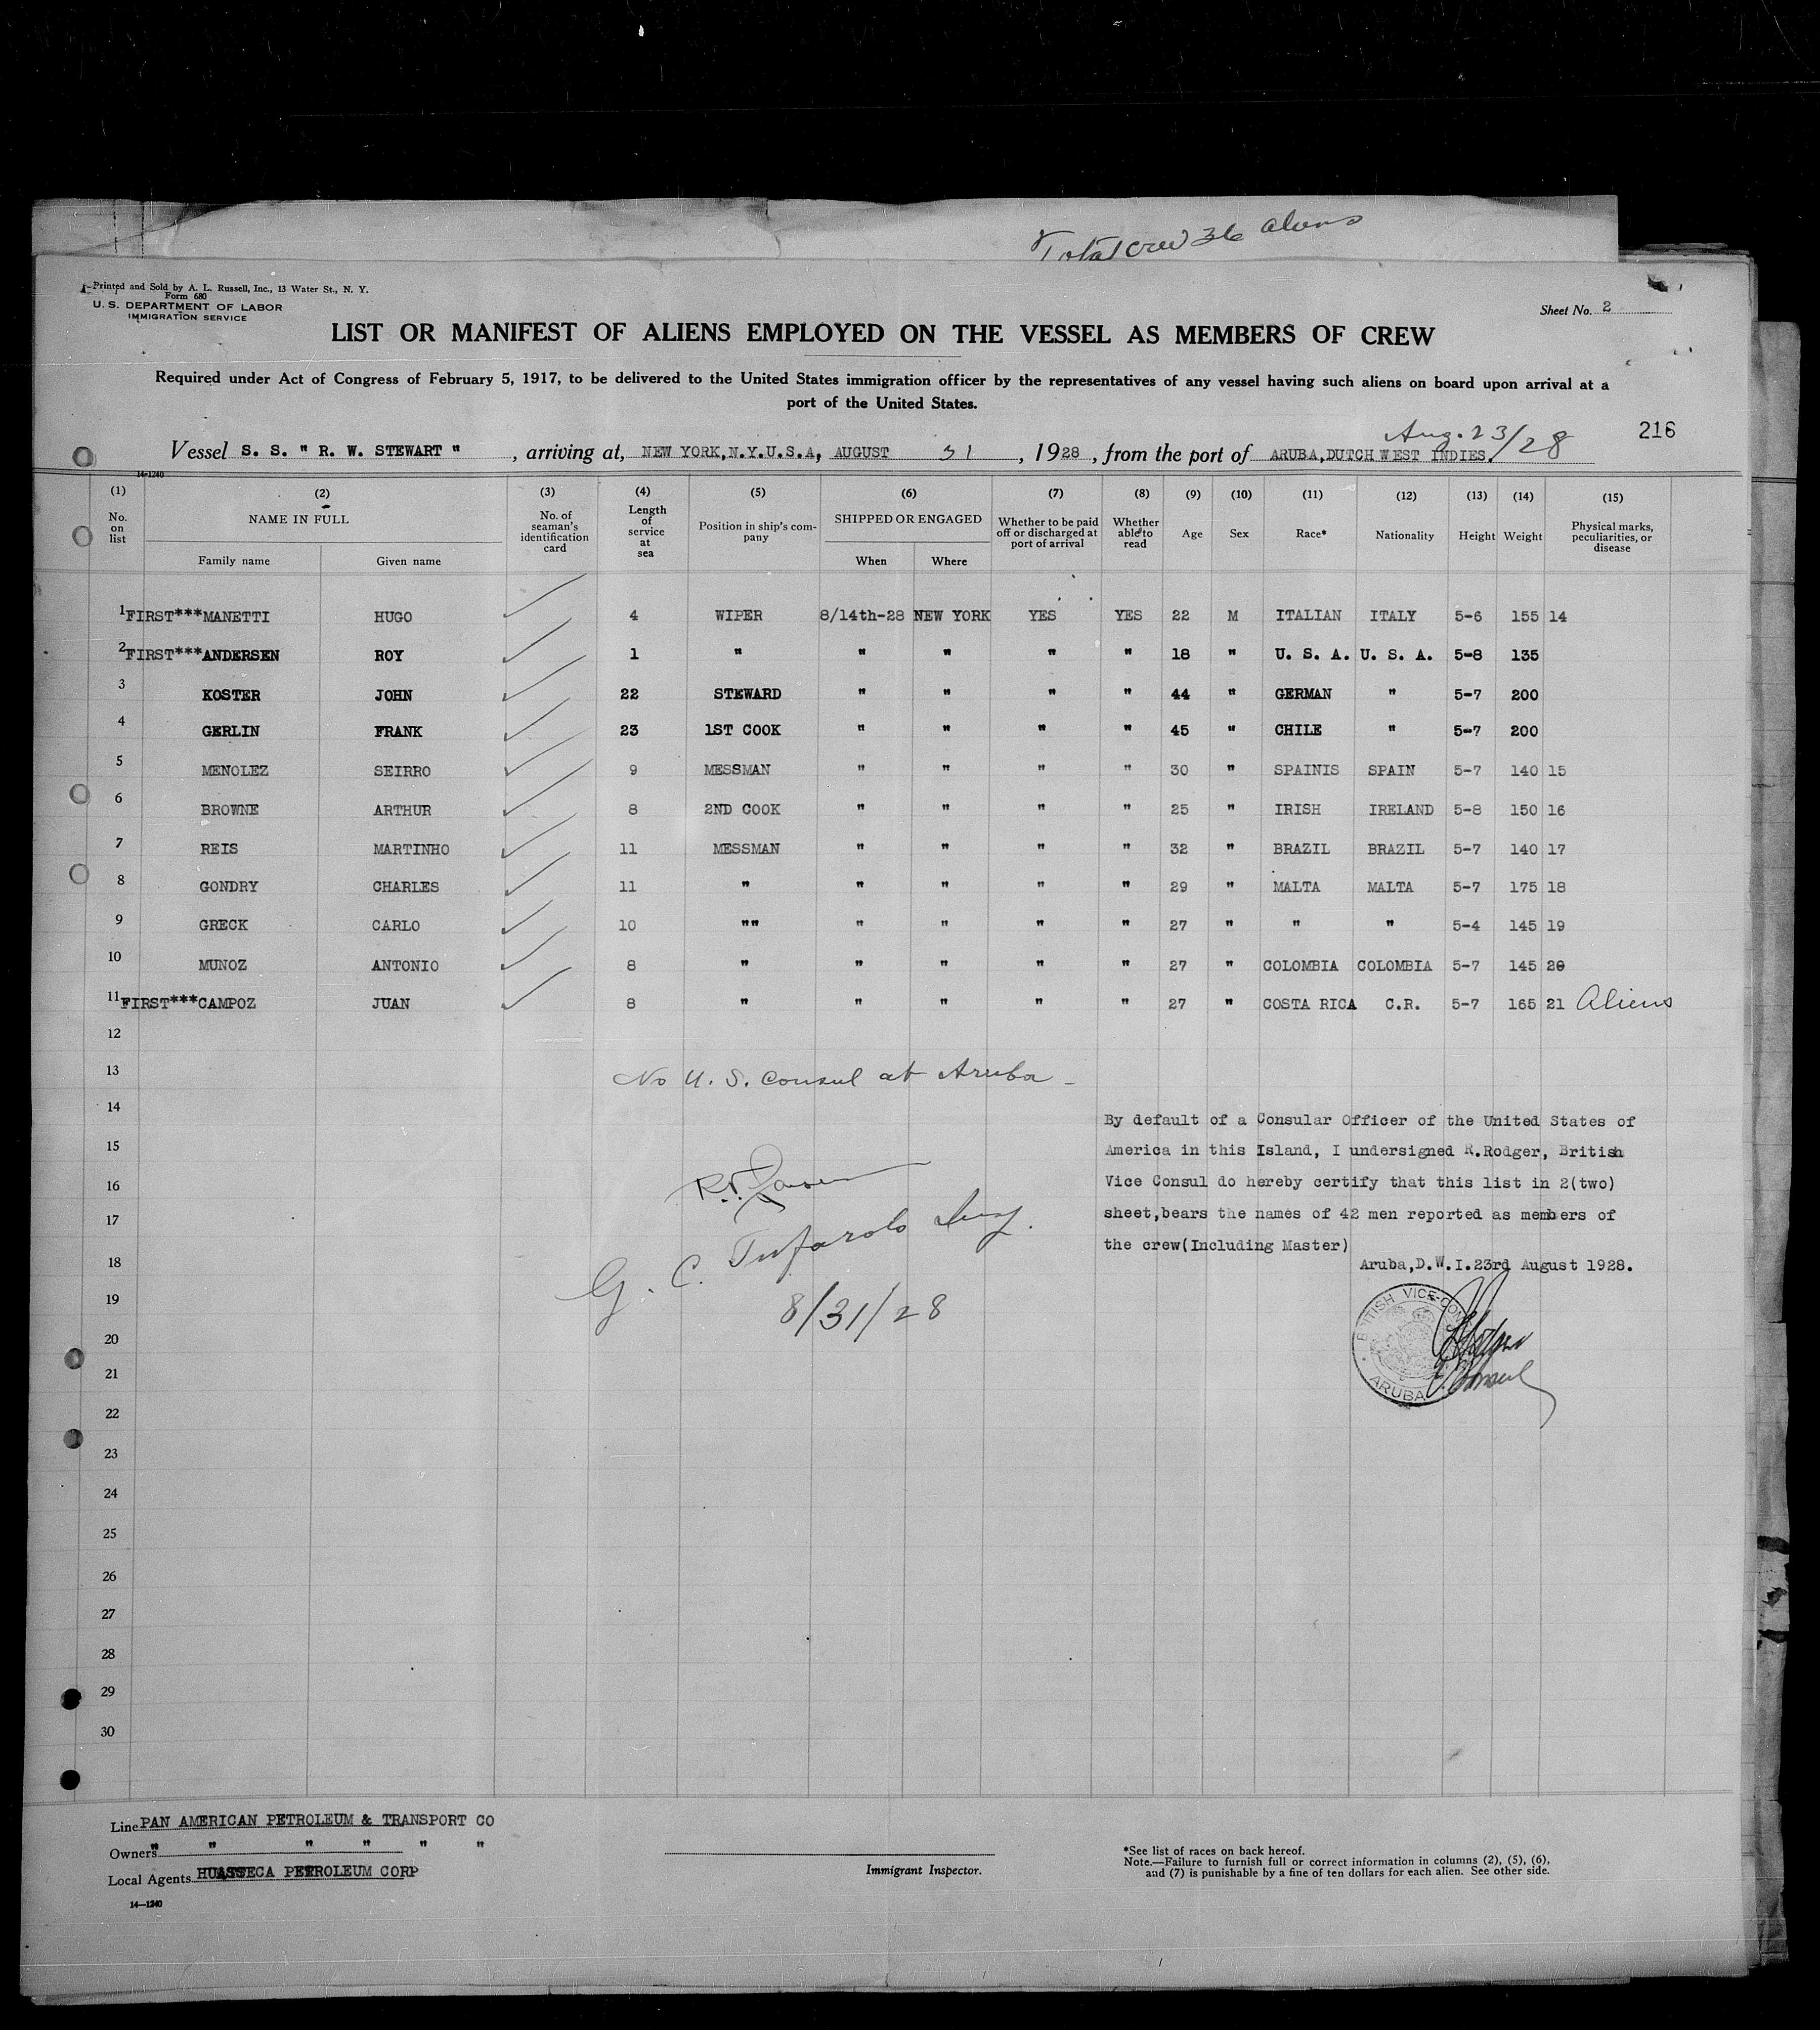 Total crew 36 aliens
Printed and Sold by A. L. Russell, Inc., 13 Water St., N. Y.
Form 680
U. S. DEPARTMENT OF LABOR
IMMIGRATION SERVICE
Sheet No. 2
LIST OR MANIFEST OF ALIENS EMPLOYED ON THE VESSEL AS MEMBERS OF CREW
Required under Act of Congress of February 5, 1917, to be delivered to the United States immigration officer by the representatives of any vessel having such aliens on board upon arrival at a
port of the United States.
Aug. 23/28
216
Vessel S. S. " R. W. STEWART ", arriving at, NEW YORK,N.Y.U.S.A, AUGUST 31, 1928, from the port of ARUBA,DUTCH WEST INDIES.
14-1240
(1) (2) (3) (4) (5) (6) (7) (8) (9) (10) (11) (12) (13) (14) (15)
No. on list
NAME IN FULL
Family name Given name
No. of seaman's identification card
Length of service at sea
Position in ship's company
SHIPPED OR ENGAGED
When Where
Whether to be paid off or discharged at port of arrival
Whether able to read
Age Sex Race* Nationality Height Weight
Physical marks, peculiarities, or disease
1 FIRST***MANETTI HUGO 4 WIPER 8/14th-28 NEW YORK YES YES 22 M ITALIAN ITALY 5-6 155 14
2 FIRST***ANDERSEN ROY 1 " " " " " 18 " U. S. A. U. S. A. 5-8 135
3 KOSTER JOHN 22 STEWARD " " " " 44 " GERMAN " 5-7 200
4 GERLIN FRANK 23 1ST COOK " " " " 45 " CHILE " 5-7 200
5 MENOLEZ SEIRRO 9 MESSMAN " " " " 30 " SPAINIS SPAIN 5-7 140 15
6 BROWNE ARTHUR 8 2ND COOK " " " " 25 " IRISH IRELAND 5-8 150 16
7 REIS MARTINHO 11 MESSMAN " " " " 32 " BRAZIL BRAZIL 5-7 140 17
8 GONDRY CHARLES 11 " " " " " 29 " MALTA MALTA 5-7 175 18
9 GRECK CARLO 10 "" " " " " 27 " " " 5-4 145 19
10 MUNOZ ANTONIO 8 " " " " " 27 " COLOMBIA COLOMBIA 5-7 145 20
11 FIRST***CAMPOZ JUAN 8 " " " " " 27 " COSTA RICA C.R. 5-7 165 21 Aliens
12
13 No U. S. Consul at Aruba -
14
By default of a Consular Officer of the United States of
15
America in this Island, I undersigned R.Rodger, British
16
Vice Consul do hereby certify that this list in 2(two)
17
sheet,bears the names of 42 men reported as members of
the crew(Including Master)
18
Aruba,D.W.I.23rd August 1928.
G. C.
19
8/31/28
BRITISH VICE-CON
ARUBA
20
21
22
23
24
25
26
27
28
29
30
Line PAN AMERICAN PETROLEUM & TRANSPORT CO
Owners " " " " " "
Local Agents HUASTECA PETROLEUM CORP
14-1240
Immigrant Inspector.
*See list of races on back hereof.
Note.—Failure to furnish full or correct information in columns (2), (5), (6),
and (7) is punishable by a fine of ten dollars for each alien. See other side.